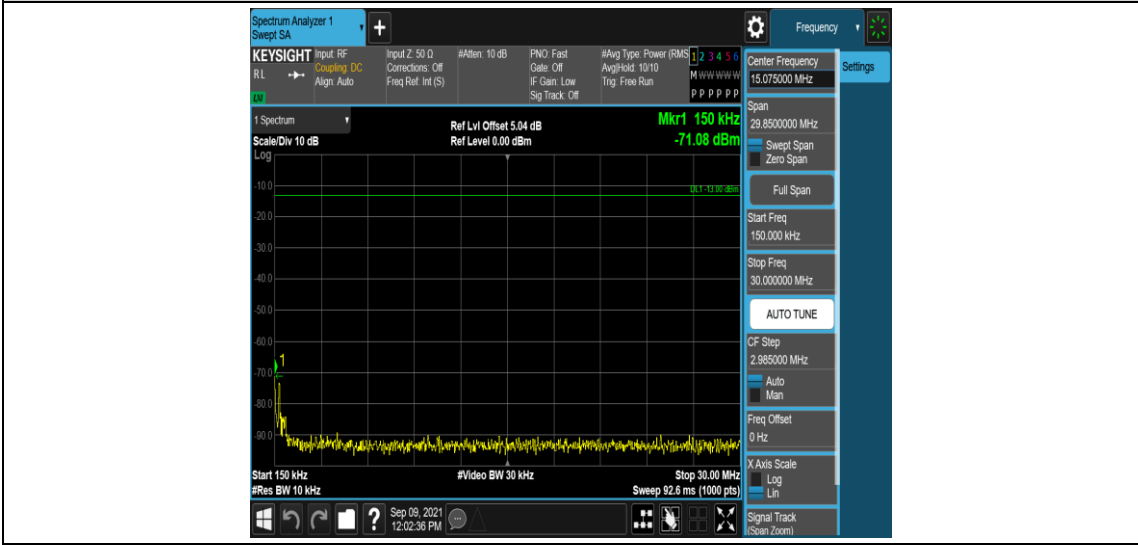 Spectrum Analyzer 1
Swept SA
+
Frequency
KEYSIGHT
RL
LXI
Input: RF
Coupling: DC
Align: Auto
Input Z: 50 Ω
Corrections: Off
Freq Ref: Int (S)
#Atten: 10 dB
PNO: Fast
Gate: Off
IF Gain: Low
Sig Track: Off
#Avg Type: Power (RMS
Avg|Hold: 10/10
Trig: Free Run
1 2 3 4 5 6
M W W W W W
P P P P P P
1 Spectrum
Scale/Div 10 dB
Log
Ref Lvl Offset 5.04 dB
Ref Level 0.00 dBm
Mkr1 150 kHz
-71.08 dBm
DL1 -13.00 dBm
-10.0
-20.0
-30.0
-40.0
-50.0
-60.0
1
-70.0
-80.0
-90.0
Start 150 kHz
#Video BW 30 kHz
Stop 30.00 MHz
#Res BW 10 kHz
Sweep 92.6 ms (1000 pts)
?
Sep 09, 2021
12:02:36 PM
Center Frequency
15.075000 MHz
Settings
Span
29.8500000 MHz
Swept Span
Zero Span
Full Span
Start Freq
150.000 kHz
Stop Freq
30.000000 MHz
AUTO TUNE
CF Step
2.985000 MHz
Auto
Man
Freq Offset
0 Hz
X Axis Scale
Log
Lin
Signal Track
(Span Zoom)